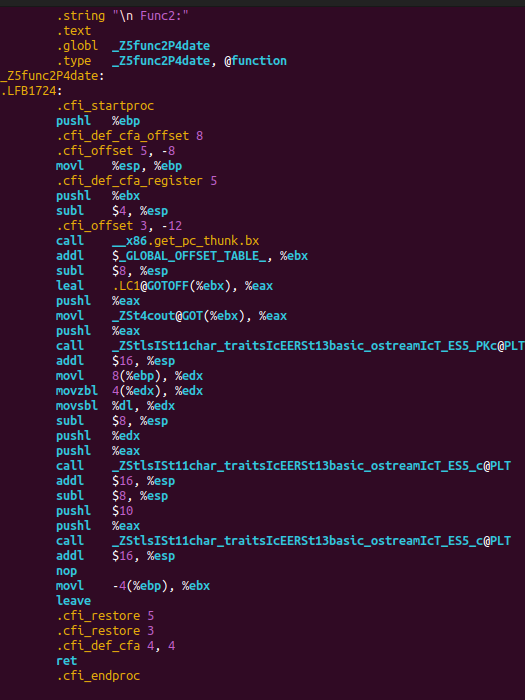 .string "\n Func2:"
.text
.globl _Z5func2P4date
.type _Z5func2P4date, @function
_Z5func2P4date:
.LFB1724:
.cfi_startproc
pushl %ebp
.cfi_def_cfa_offset 8
.cfi_offset 5, -8
movl %esp, %ebp
.cfi_def_cfa_register 5
pushl %ebx
subl $4, %esp
.cfi_offset 3, -12
call __x86.get_pc_thunk.bx
addl $_GLOBAL_OFFSET_TABLE_, %ebx
subl $8, %esp
leal .LC1@GOTOFF(%ebx), %eax
pushl %eax
movl _ZSt4cout@GOT(%ebx), %eax
pushl %eax
call _ZStlsISt11char_traitsIcEERSt13basic_ostreamIcT_ES5_PKc@PLT
addl $16, %esp
movl 8(%ebp), %edx
movzbl 4(%edx), %edx
movsbl %dl, %edx
subl $8, %esp
pushl %edx
pushl %eax
call _ZStlsISt11char_traitsIcEERSt13basic_ostreamIcT_ES5_c@PLT
addl $16, %esp
subl $8, %esp
pushl $10
pushl %eax
call _ZStlsISt11char_traitsIcEERSt13basic_ostreamIcT_ES5_c@PLT
addl $16, %esp
nop
movl -4(%ebp), %ebx
leave
.cfi_restore 5
.cfi_restore 3
.cfi_def_cfa 4, 4
ret
.cfi_endproc